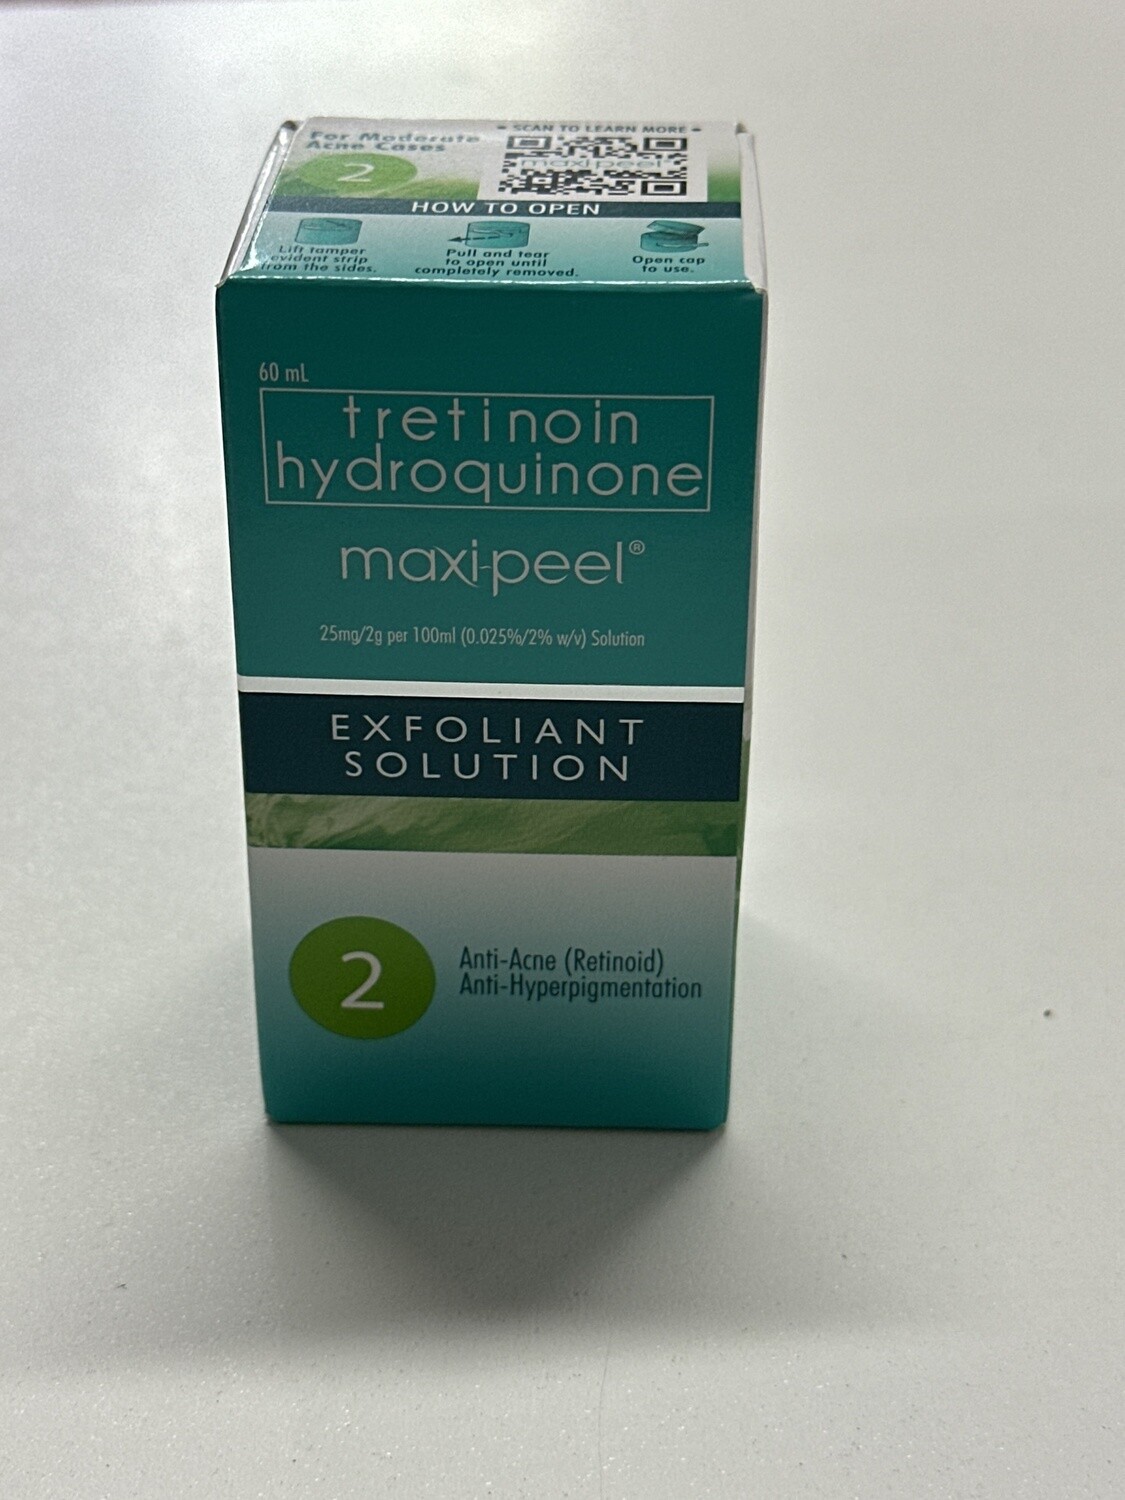 For Moderate
Acne Cases
2
• SCAN TO LEARN MORE •
maxi-peel
HOW TO OPEN
Lift tamper
evident strip
from the sides.
Pull and tear
to open until
completely removed.
Open cap
to use.
60 mL
tretinoin
hydroquinone
maxi-peel®
25mg/2g per 100ml (0.025%/2% w/v) Solution
EXFOLIANT
SOLUTION
2
Anti-Acne (Retinoid)
Anti-Hyperpigmentation